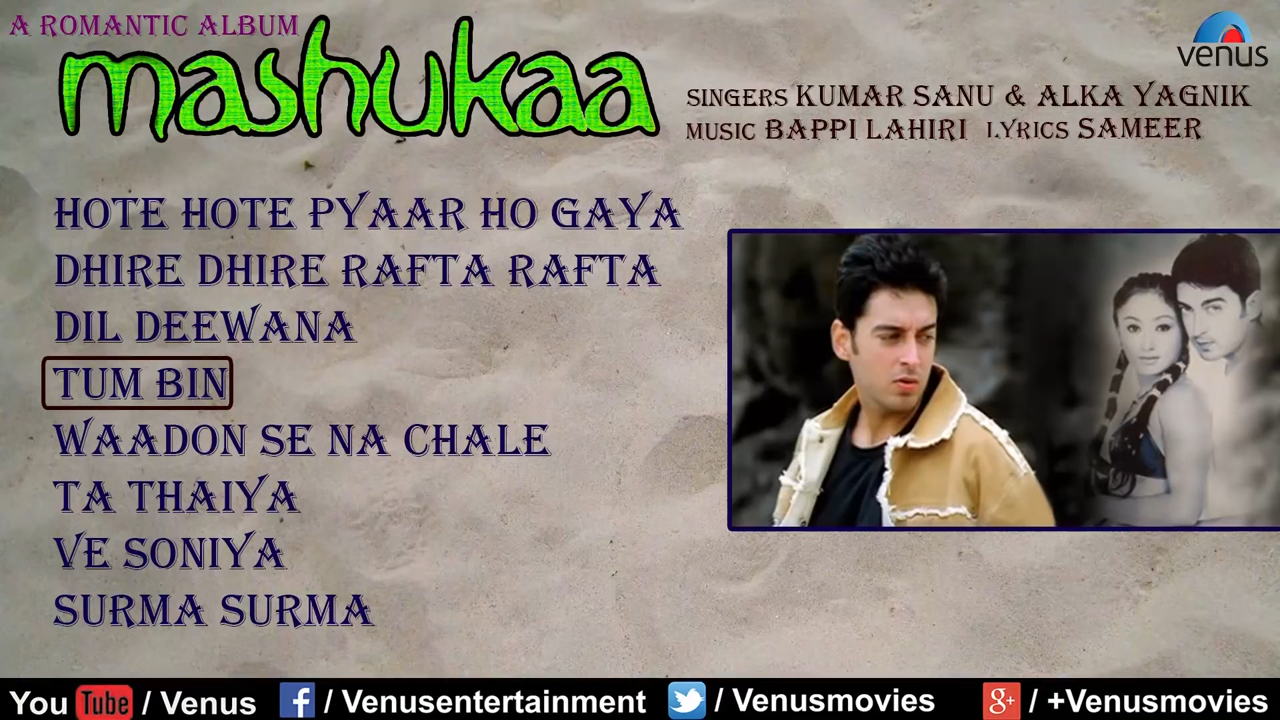 A ROMANTIC ALBUM
mashukaa
venus
SINGERS KUMAR SANU & ALKA YAGNIK
MUSIC BAPPI LAHIRI LYRICS SAMEER
HOTE HOTE PYAAR HO GAYA
DHIRE DHIRE RAFTA RAFTA
DIL DEEWANA
TUM BIN
WAADON SE NA CHALE
TA THAIYA
VE SONIYA
SURMA SURMA
You Tube / Venus f / Venusentertainment / Venusmovies g+ / +Venusmovies